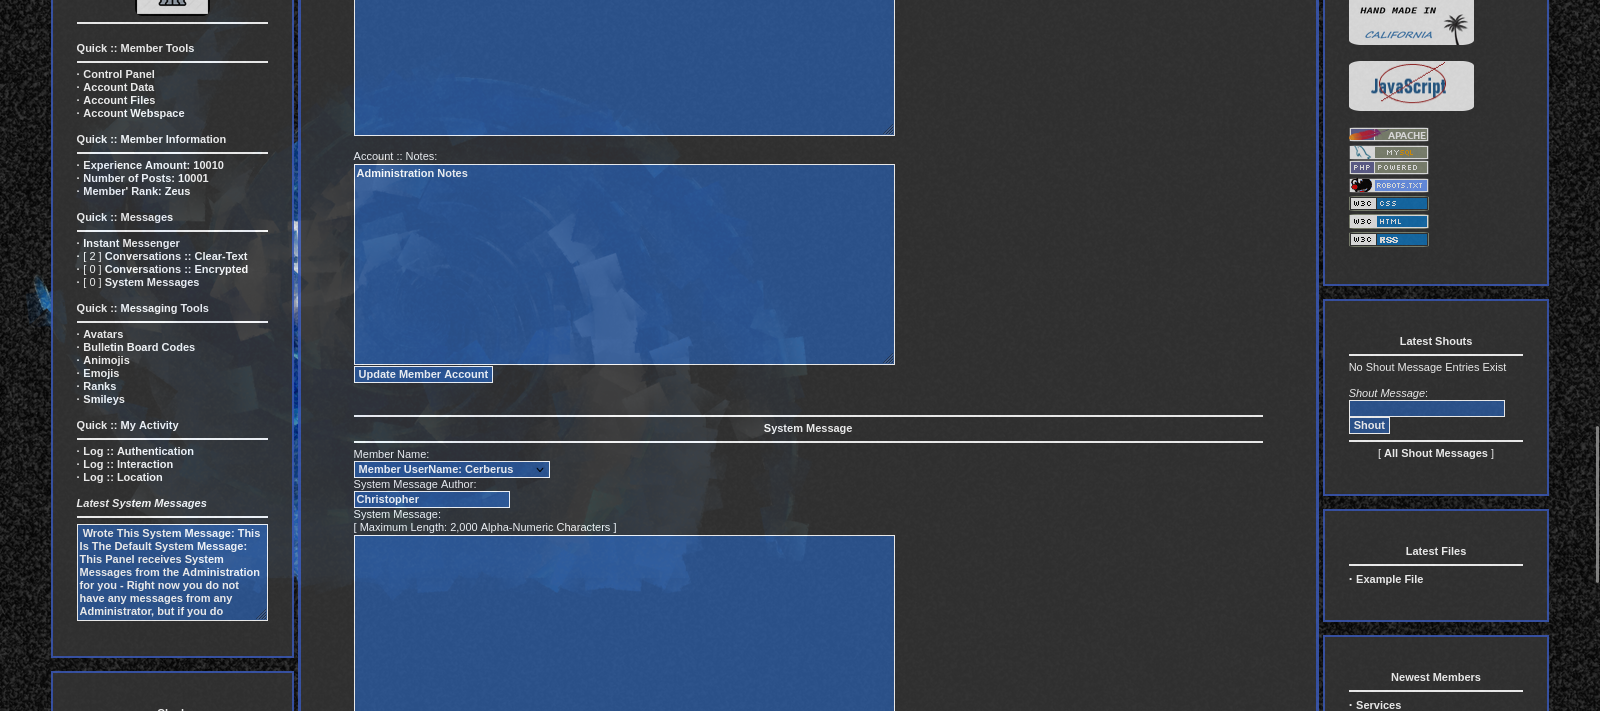 Quick :: Member Tools
· Control Panel
· Account Data
· Account Files
· Account Webspace
Quick :: Member Information
· Experience Amount: 10010
· Number of Posts: 10001
· Member' Rank: Zeus
Quick :: Messages
· Instant Messenger
· [ 2 ] Conversations :: Clear-Text
· [ 0 ] Conversations :: Encrypted
· [ 0 ] System Messages
Quick :: Messaging Tools
· Avatars
· Bulletin Board Codes
· Animojis
· Emojis
· Ranks
· Smileys
Quick :: My Activity
· Log :: Authentication
· Log :: Interaction
· Log :: Location
Latest System Messages
Wrote This System Message: This
Is The Default System Message:
This Panel receives System
Messages from the Administration
for you - Right now you do not
have any messages from any
Administrator, but if you do
Account :: Notes:
Administration Notes
Update Member Account
System Message
Member Name:
Member UserName: Cerberus
System Message Author:
Christopher
System Message:
[ Maximum Length: 2,000 Alpha-Numeric Characters ]
HAND MADE IN
CALIFORNIA
JavaScript
APACHE
MYSQL
PHP POWERED
ROBOTS.TXT
W3C CSS
W3C HTML
W3C RSS
Latest Shouts
No Shout Message Entries Exist
Shout Message:
Shout
[ All Shout Messages ]
Latest Files
· Example File
Newest Members
· Services